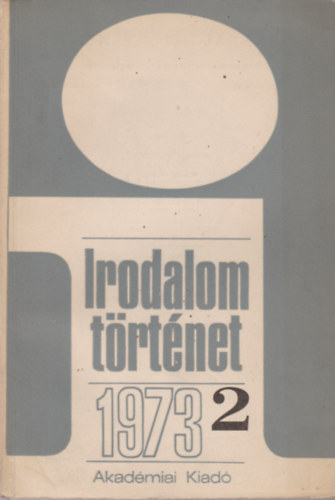 Irodalom
történet
1973 2
Akadémiai Kiadó